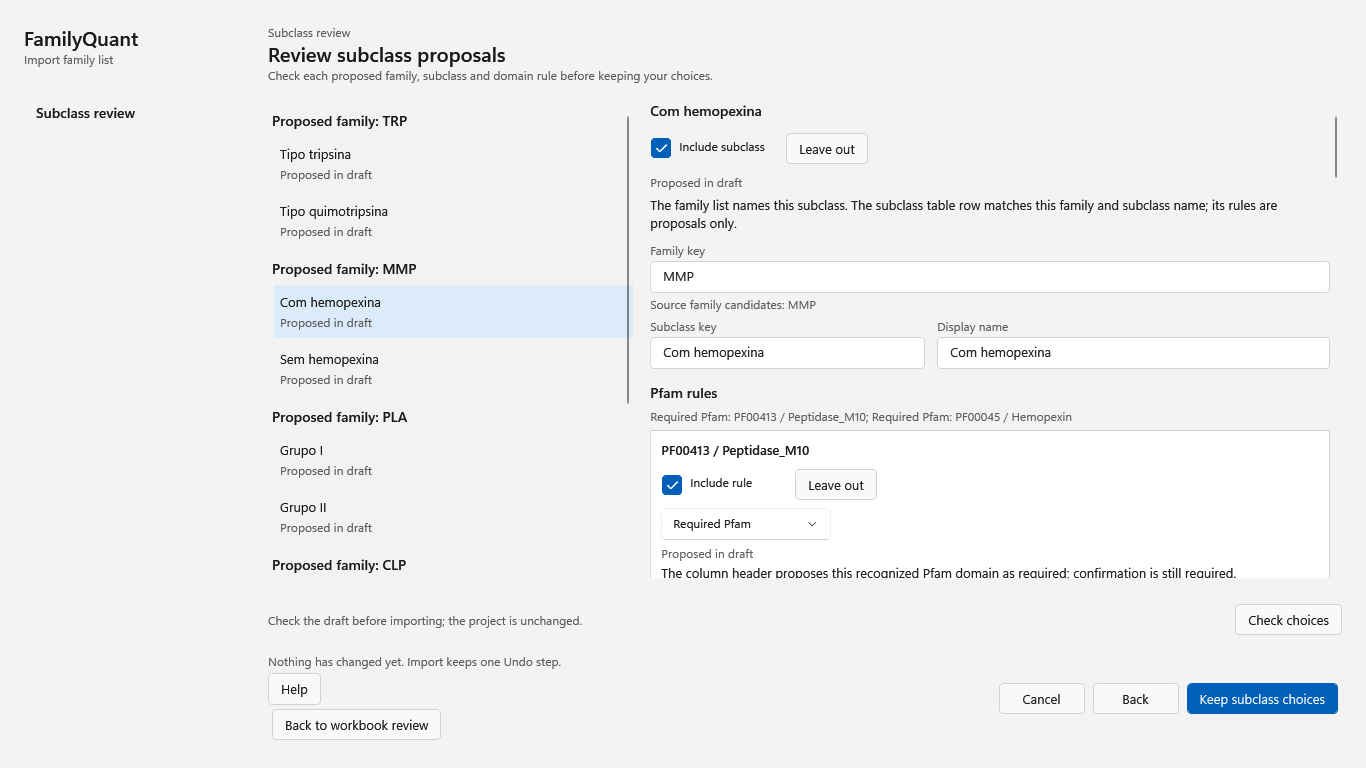 FamilyQuant
Import family list
Subclass review
Subclass review
Review subclass proposals
Check each proposed family, subclass and domain rule before keeping your choices.
Proposed family: TRP
Tipo tripsina
Proposed in draft
Tipo quimotripsina
Proposed in draft
Proposed family: MMP
Com hemopexina
Proposed in draft
Sem hemopexina
Proposed in draft
Proposed family: PLA
Grupo I
Proposed in draft
Grupo II
Proposed in draft
Proposed family: CLP
Com hemopexina
Include subclass
Leave out
Proposed in draft
The family list names this subclass. The subclass table row matches this family and subclass name; its rules are
proposals only.
Family key
MMP
Source family candidates: MMP
Subclass key
Display name
Com hemopexina
Com hemopexina
Pfam rules
Required Pfam: PF00413 / Peptidase_M10; Required Pfam: PF00045 / Hemopexin
PF00413 / Peptidase_M10
Include rule
Leave out
Required Pfam
Proposed in draft
The column header proposes this recognized Pfam domain as required; confirmation is still required.
Check the draft before importing; the project is unchanged.
Check choices
Nothing has changed yet. Import keeps one Undo step.
Help
Cancel
Back
Keep subclass choices
Back to workbook review